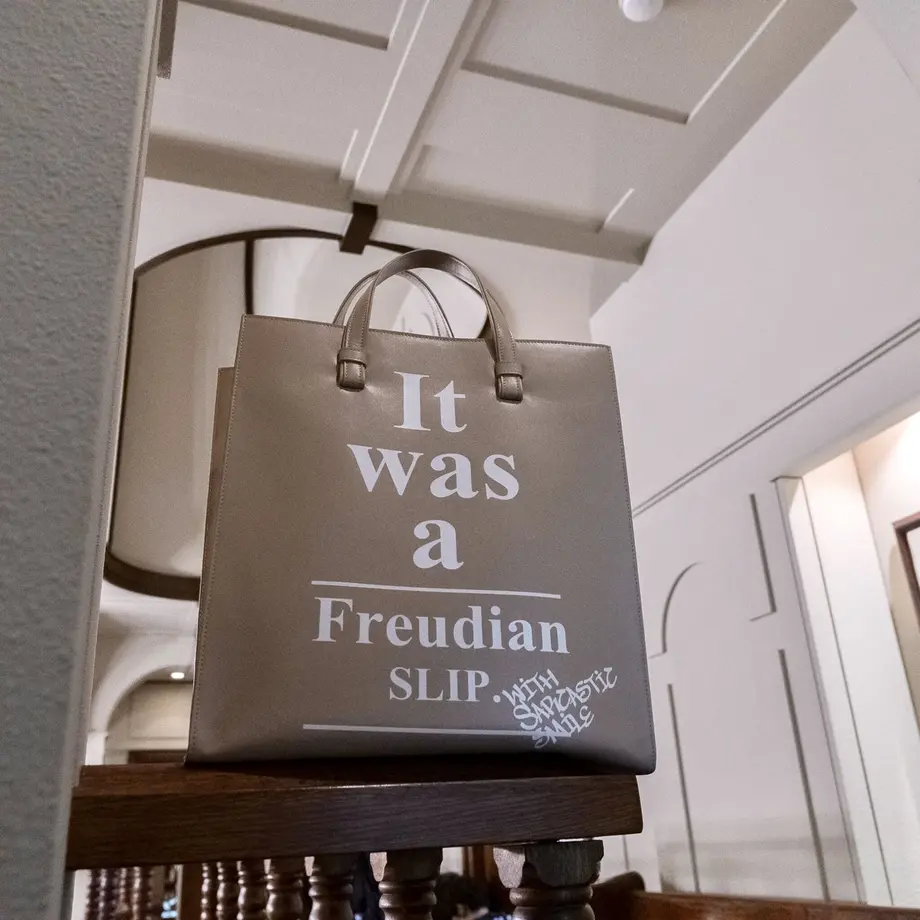 It
was
a
Freudian
SLIP.
WITH
SARCASTIC
SMILE